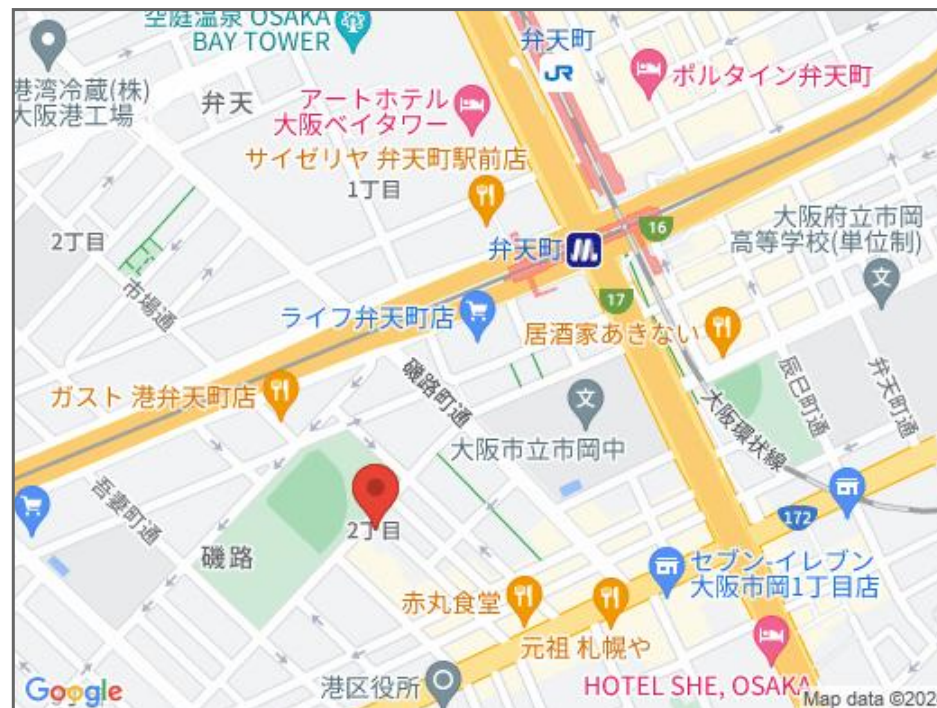 空庭温泉 OSAKA
BAY TOWER
弁天町
JR
ポルタイン弁天町
港湾冷蔵(株)
大阪港工場
弁天
アートホテル
大阪ベイタワー
サイゼリヤ 弁天町駅前店
1丁目
2丁目
16
大阪府立市岡
高等学校(単位制)
文
弁天町
17
市場通
ライフ弁天町店
居酒家あきない
ガスト 港弁天町店
磯路町通
文
大阪市立市岡中
大阪環状線
辰巳町通
弁天町通
吾妻町通
2丁目
磯路
172
セブン-イレブン
大阪市岡1丁目店
赤丸食堂
元祖 札幌や
港区役所
HOTEL SHE, OSAKA
Google
Map data ©202